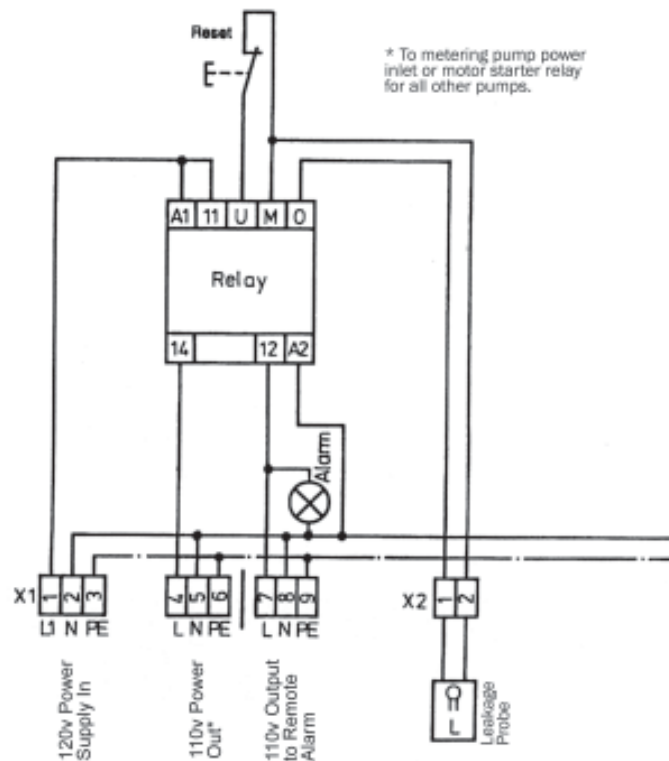 Reset
* To metering pump power
inlet or motor starter relay
for all other pumps.
A1 11 U M 0
Relay
14 12 A2
Alarm
X1 1 2 3 4 5 6 7 8 9 X2 1 2
L1 N PE L N PE L N PE
120v Power
Supply In
110v Power
Out*
110v Output
to Remote
Alarm
L
Leakage
Probe